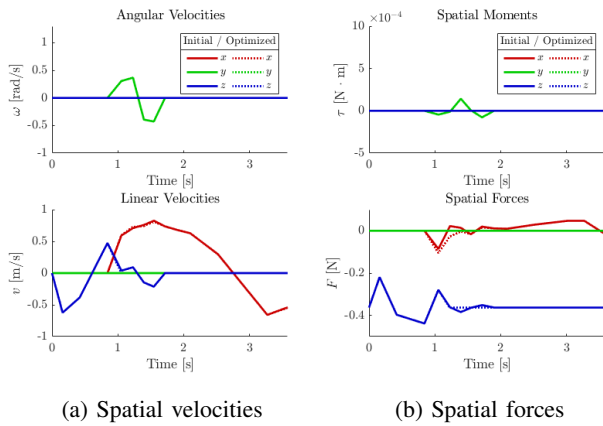 Angular Velocities
Initial / Optimized
x x
y y
z z
ω [rad/s]
1
0.5
0
-0.5
-1
0 1 2 3
Time [s]
Spatial Moments
×10⁻⁴
Initial / Optimized
x x
y y
z z
τ [N · m]
10
5
0
-5
0 1 2 3
Time [s]
Linear Velocities
v [m/s]
1
0.5
0
-0.5
-1
0 1 2 3
Time [s]
Spatial Forces
F [N]
0
-0.2
-0.4
0 1 2 3
Time [s]
(a) Spatial velocities
(b) Spatial forces